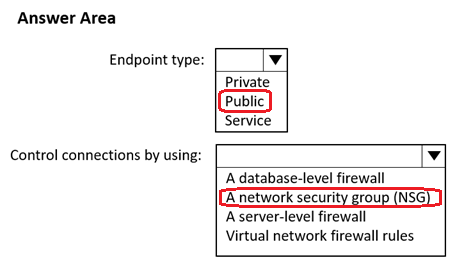 Answer Area
Endpoint type:
Private
Public
Service
Control connections by using:
A database-level firewall
A network security group (NSG)
A server-level firewall
Virtual network firewall rules